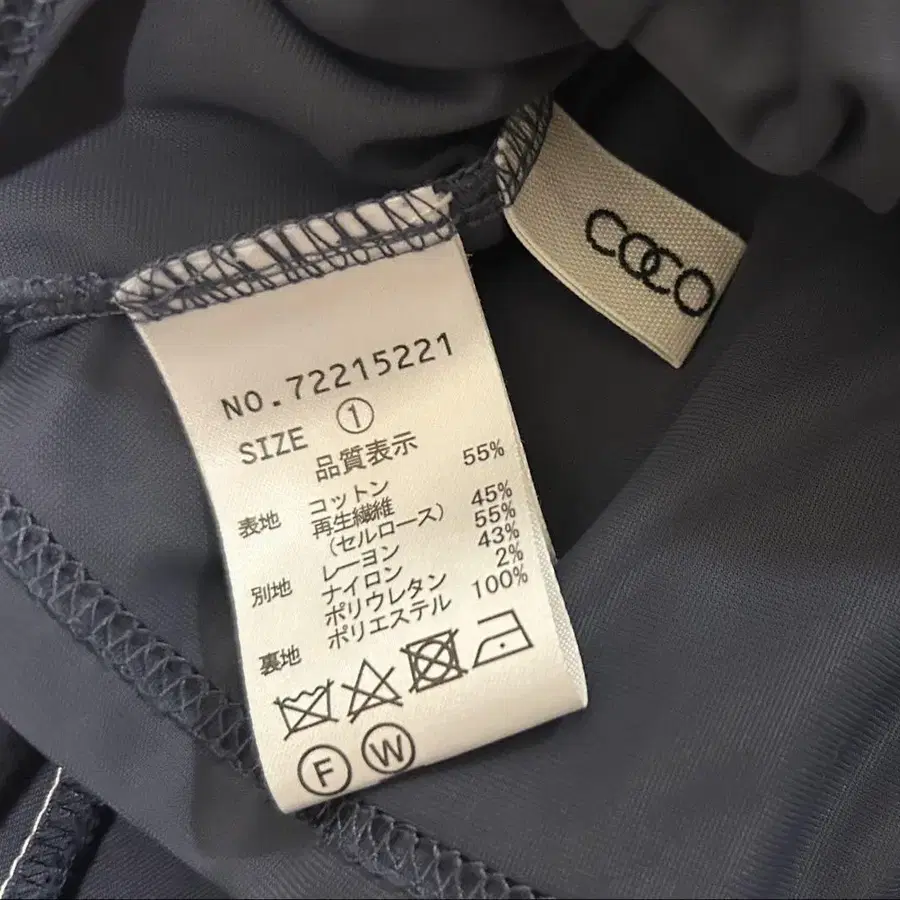 COCO
NO.72215221
SIZE ①
品質表示
表地 コットン 55%
再生繊維 45%
(セルロース)
別地 レーヨン 55%
ナイロン 43%
ポリウレタン 2%
裏地 ポリエステル 100%
F W